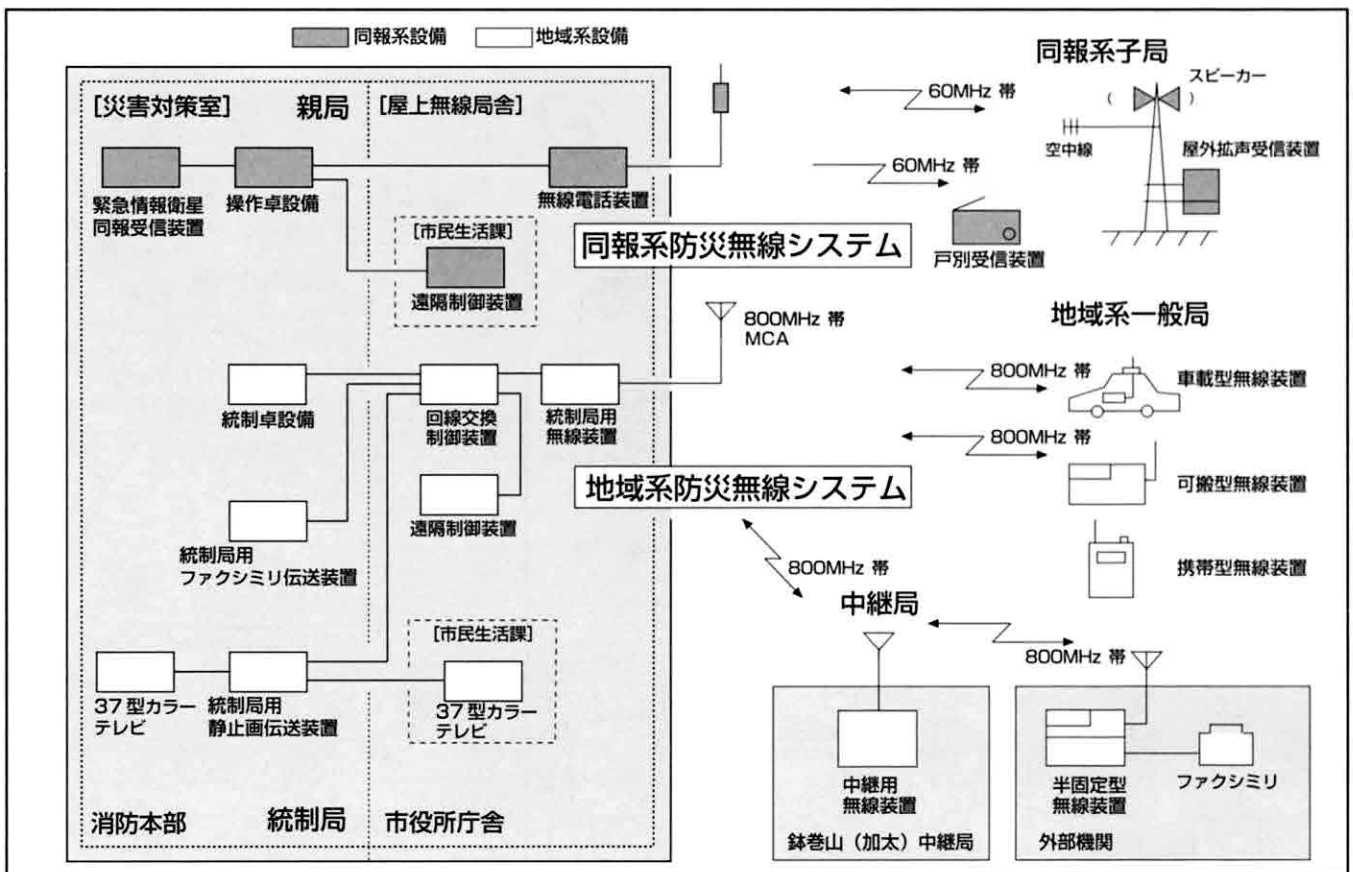 同報系設備
地域系設備
[災害対策室]
親局
[屋上無線局舎]
緊急情報衛星
同報受信装置
操作卓設備
無線電話装置
[市民生活課]
遠隔制御装置
同報系防災無線システム
60MHz 帯
60MHz 帯
同報系子局
スピーカー
空中線
屋外拡声受信装置
戸別受信装置
800MHz 帯
MCA
統制卓設備
回線交換
制御装置
統制局用
無線装置
遠隔制御装置
統制局用
ファクシミリ伝送装置
地域系防災無線システム
地域系一般局
800MHz 帯
車載型無線装置
800MHz 帯
可搬型無線装置
携帯型無線装置
800MHz 帯
中継局
800MHz 帯
[市民生活課]
37型カラー
テレビ
統制局用
静止画伝送装置
37型カラー
テレビ
消防本部
統制局
市役所庁舎
中継用
無線装置
鉢巻山（加太）中継局
半固定型
無線装置
ファクシミリ
外部機関